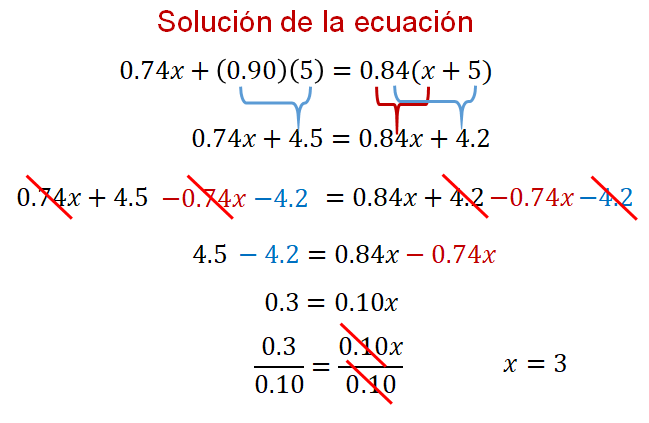 Solución de la ecuación
0.74x + (0.90)(5) = 0.84(x + 5)
0.74x + 4.5 = 0.84x + 4.2
0.74x + 4.5 −0.74x −4.2 = 0.84x + 4.2 −0.74x −4.2
4.5 − 4.2 = 0.84x − 0.74x
0.3 = 0.10x
0.3/0.10 = 0.10x/0.10 x = 3